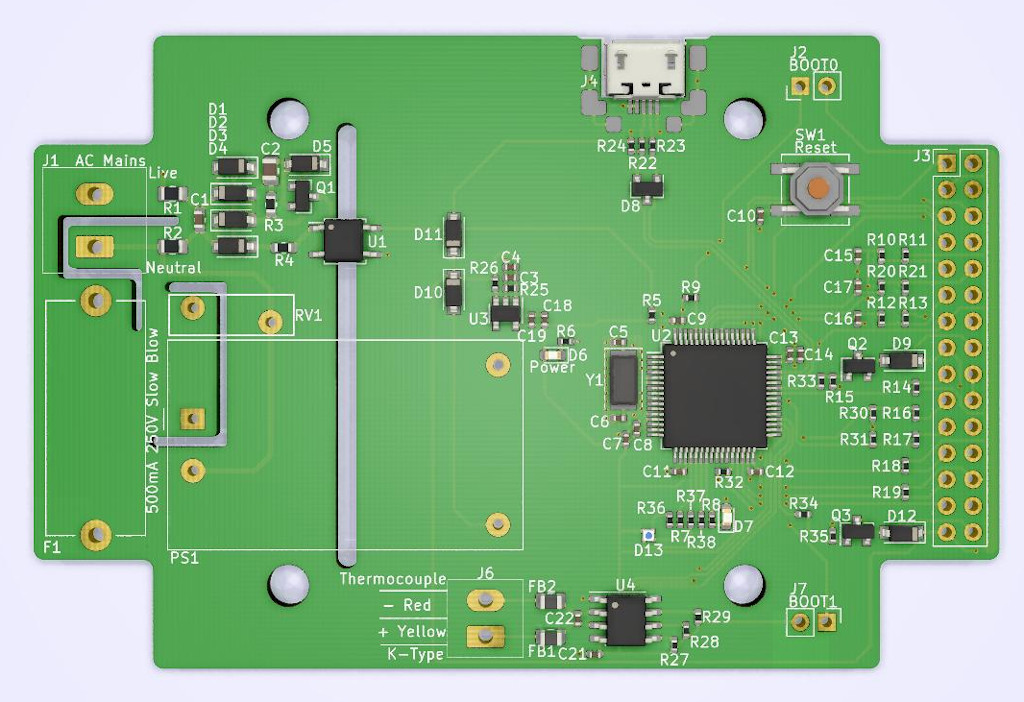 J2
BOOT0
J4
D1
D2
D3
D4
C2
D5
R24
R23
R22
SW1
Reset
J3
J1 AC Mains
Live
Q1
D8
R1
C1
R3
C10
R2
R4
U1
D11
R10
R11
Neutral
C4
C15
R26
C3
R20
R21
R25
D10
R9
C17
R12
R13
RV1
U3
C18
R5
C9
C16
C19
R6
C5
U2
C13
C14
Q2
D9
D6
Power
Y1
R33
R15
R14
500mA 250V Slow Blow
C6
R30
R16
C7
C8
R31
R17
C11
R32
C12
R18
R19
R37
R36
R8
R34
D7
Q3
D12
R7
R38
R35
F1
PS1
D13
Thermocouple
J6
FB2
U4
J7
BOOT1
- Red
C22
R29
+ Yellow
R28
K-Type
FB1
C21
R27